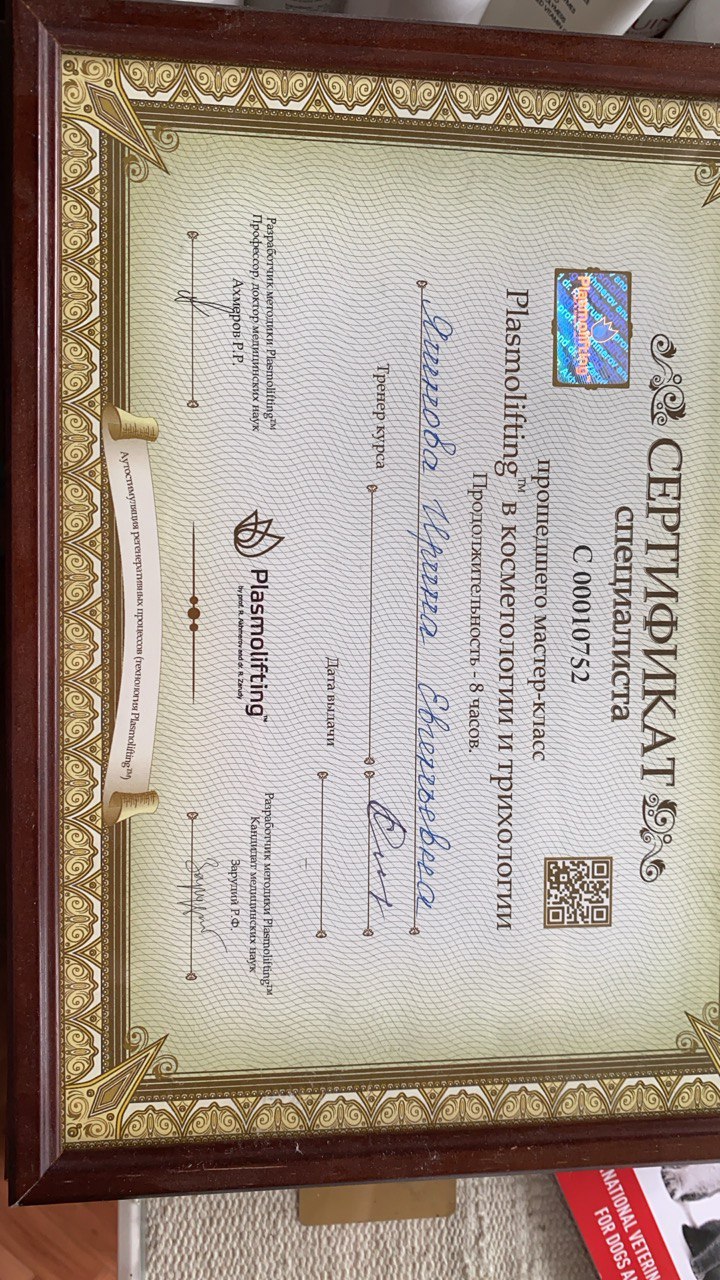 СЕРТИФИКАТ
специалиста
С 00010752
прошедшего мастер-класс
Plasmolifting™ в косметологии и трихологии
Продолжительность - 8 часов.
Яшнова Ирина Евгеньевна
Тренер курса
Дата выдачи
Разработчик методики Plasmolifting™
Профессор, доктор медицинских наук
Ахмеров Р.Р.
Plasmolifting™
by prof. R. Akhmerov and dr. R. Zarudy
Разработчик методики Plasmolifting™
Кандидат медицинских наук
Зарудий Р.Ф.
Аутостимуляция регенеративных процессов (технология Plasmolifting™)
Plasmolifting
NATIONAL VETERIN
FOR DOGS A